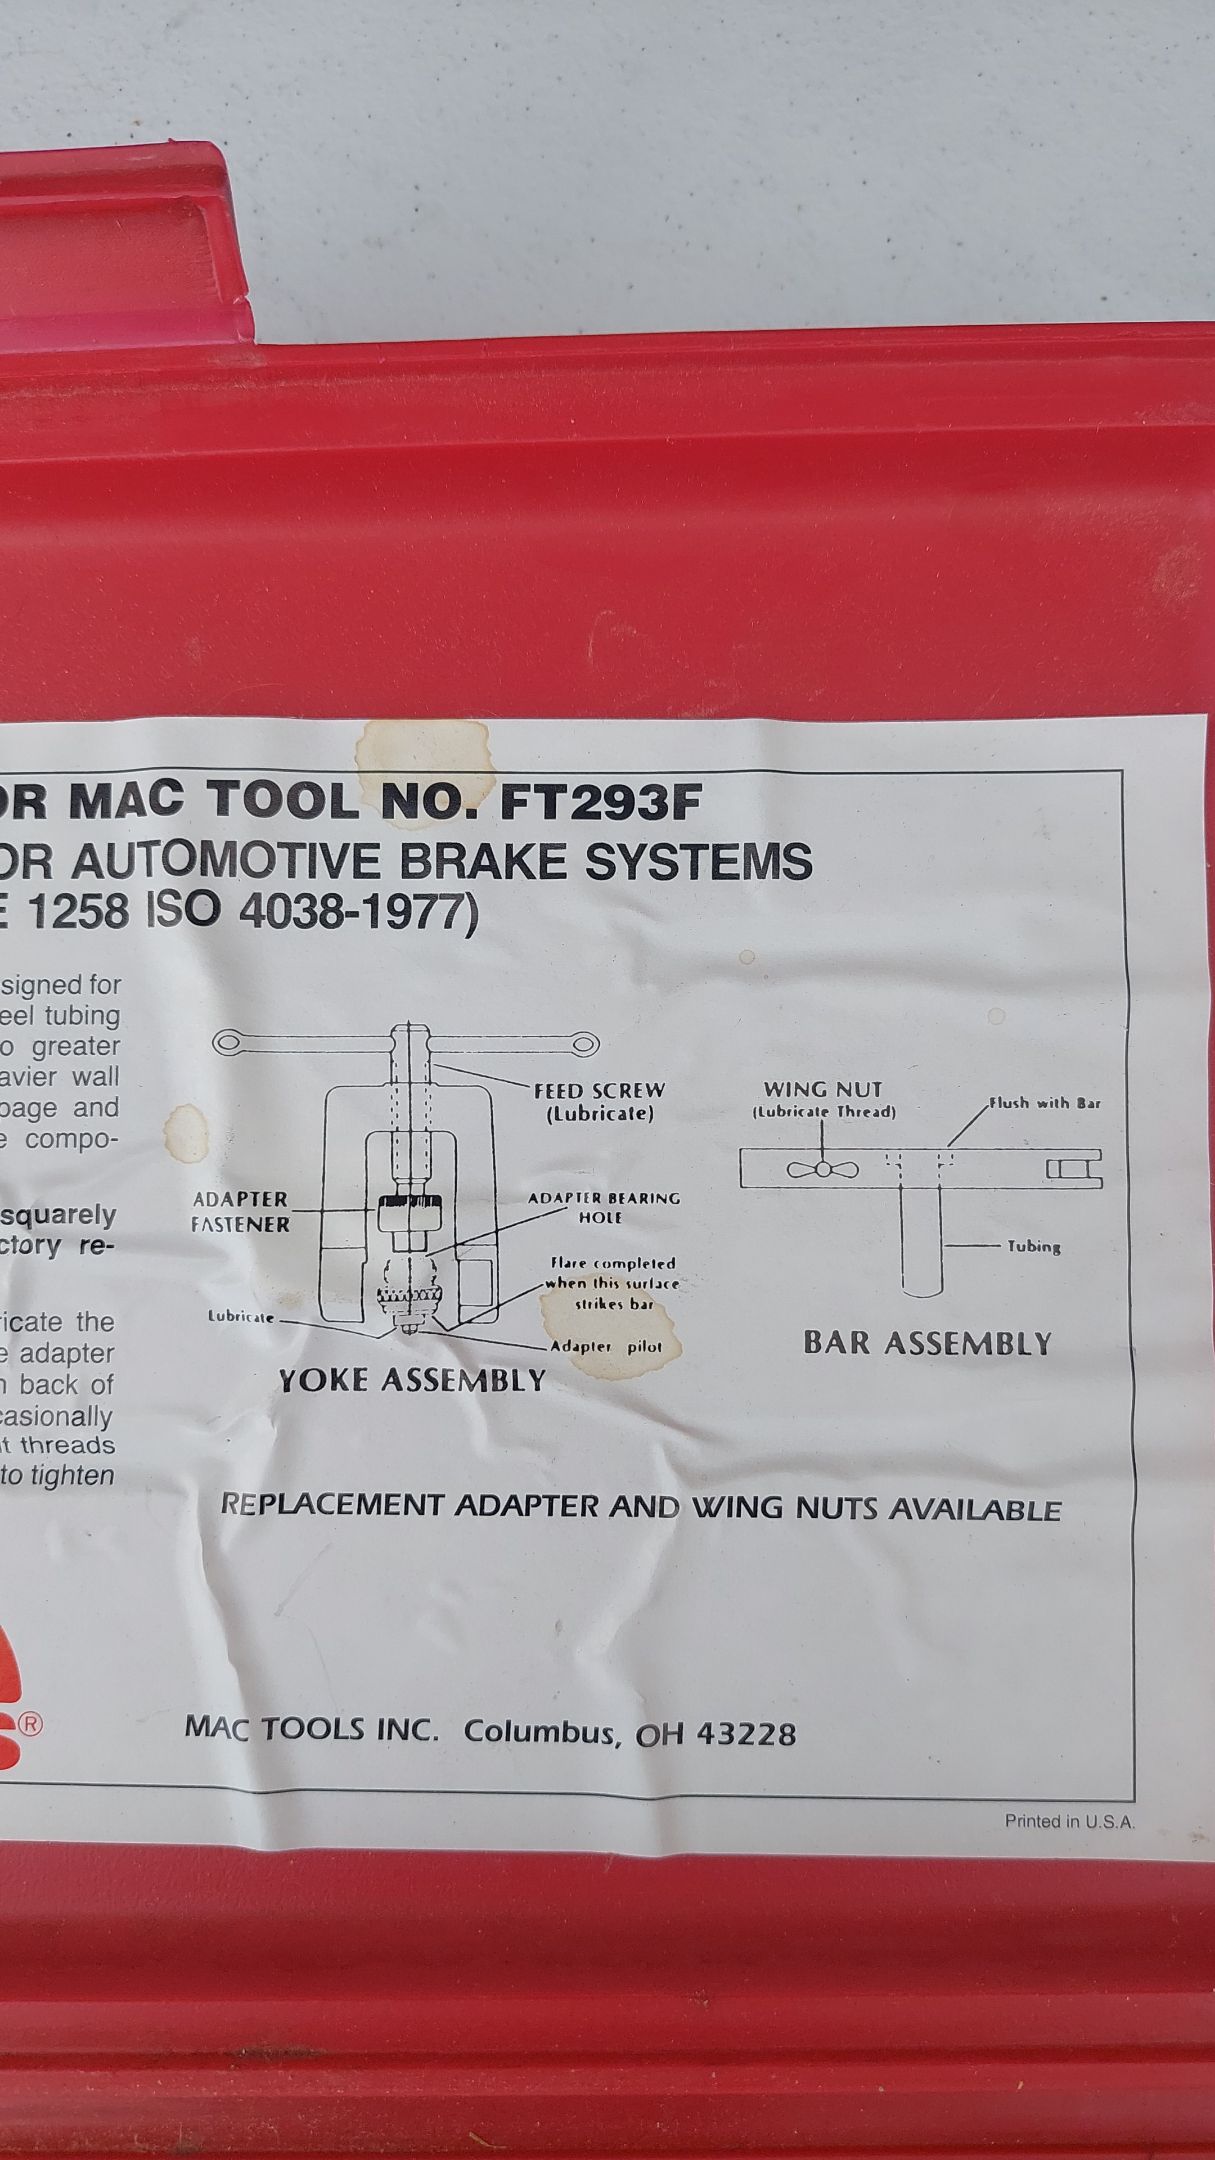 OR MAC TOOL NO. FT293F
OR AUTOMOTIVE BRAKE SYSTEMS
E 1258 ISO 4038-1977)
signed for
eel tubing
o greater
avier wall
page and
e compo-
squarely
ctory re-
ricate the
e adapter
n back of
casionally
t threads
to tighten
FEED SCREW
(Lubricate)
ADAPTER
FASTENER
ADAPTER BEARING
HOLE
Flare completed
when this surface
strikes bar
Lubricate
Adapter pilot
YOKE ASSEMBLY
WING NUT
(Lubricate Thread)
Flush with Bar
Tubing
BAR ASSEMBLY
REPLACEMENT ADAPTER AND WING NUTS AVAILABLE
S®
MAC TOOLS INC. Columbus, OH 43228
Printed in U.S.A.